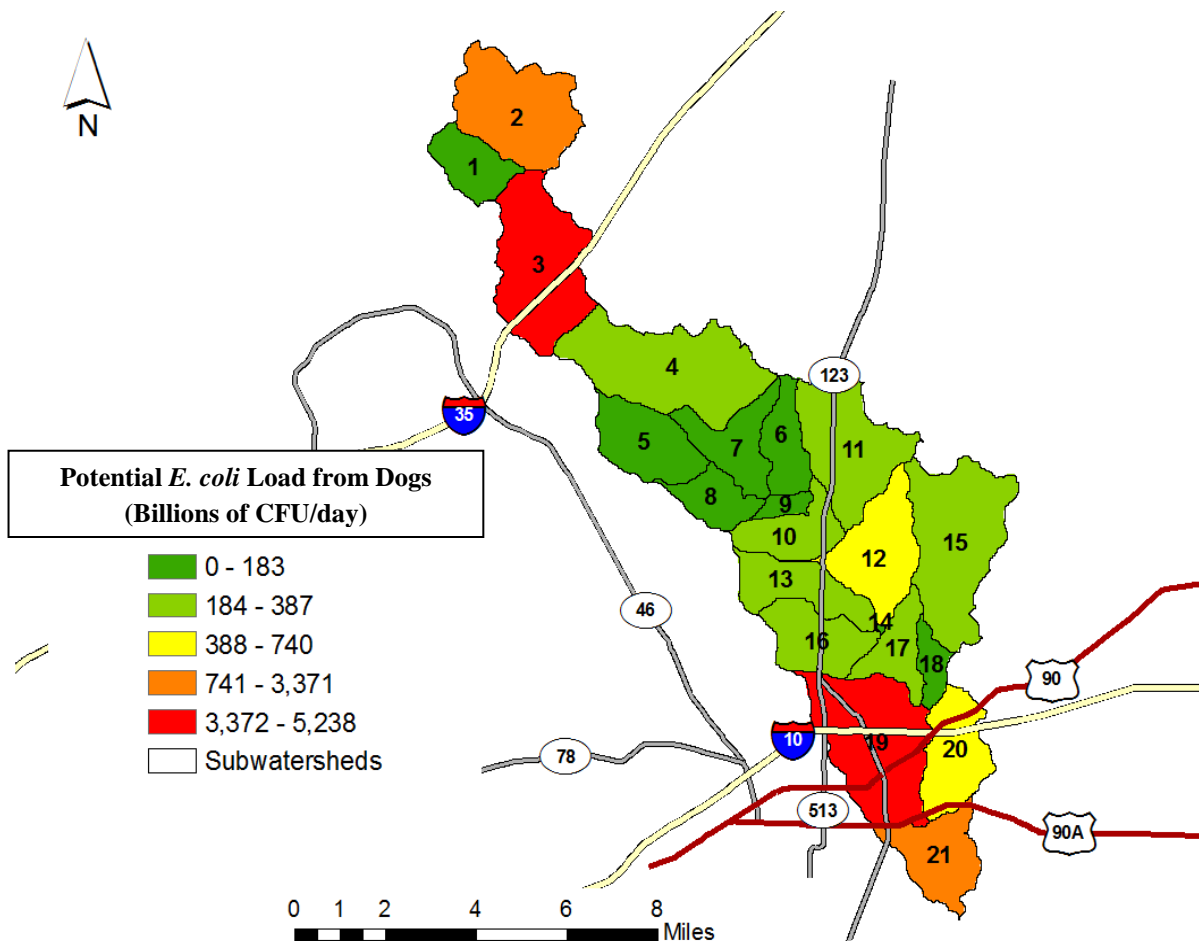 N
2
1
3
4
123
35
5
7
6
11
8
9
Potential E. coli Load from Dogs
(Billions of CFU/day)
10
12
15
13
0 - 183
184 - 387
46
14
16
17
18
388 - 740
90
741 - 3,371
3,372 - 5,238
10
19
20
78
Subwatersheds
513
90A
21
0 1 2 4 6 8
Miles